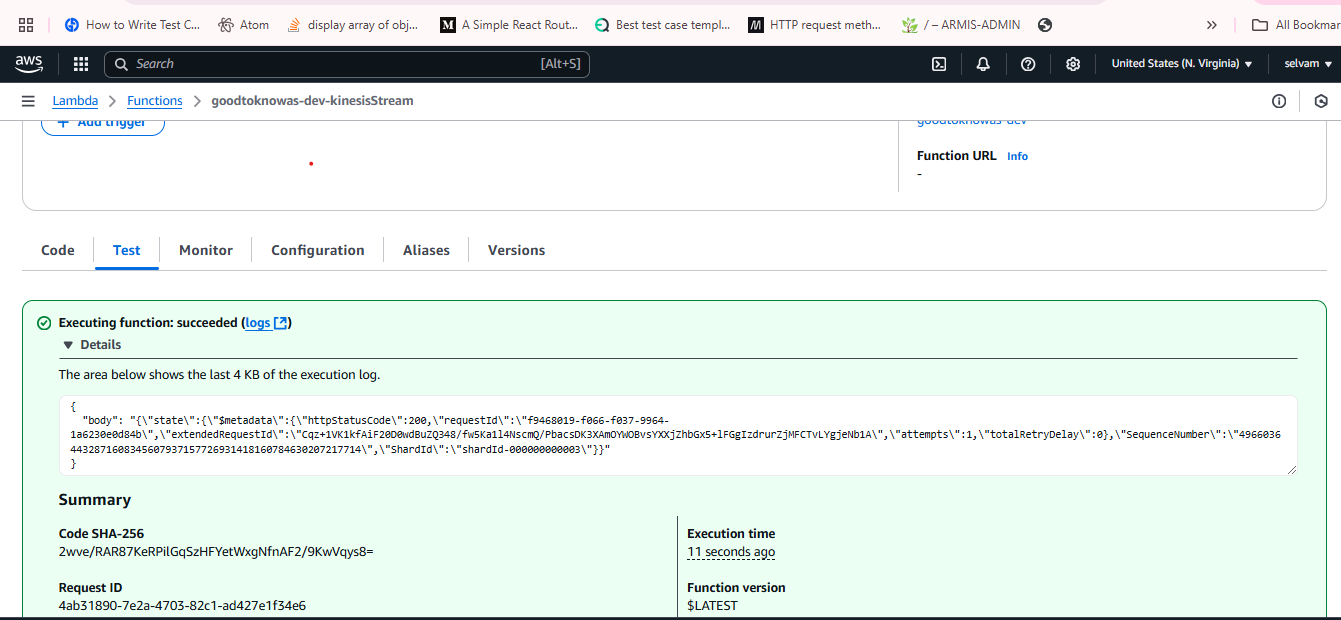 How to Write Test C...
Atom
display array of obj...
A Simple React Rout...
Best test case templ...
HTTP request meth...
/ – ARMIS-ADMIN
»
All Bookmar
aws
Search
[Alt+S]
United States (N. Virginia) ▼
selvam ▼
Lambda > Functions > goodtoknowas-dev-kinesisStream
+ Add trigger
goodtoknowas-dev
Function URL Info
-
Code
Test
Monitor
Configuration
Aliases
Versions
Executing function: succeeded (logs)
▼ Details
The area below shows the last 4 KB of the execution log.
{
"body": "{\"state\":{\"$metadata\":{\"httpStatusCode\":200,\"requestId\":\"f9468019-f066-f037-9964-
1a6230e0d84b\",\"extendedRequestId\":\"Cqz+1VK1kfAiF20D0wdBuZQ348/fw5Ka1l4NscmQ/PbacsDK3XAmOYWOBvsYXXjZhbGx5+lFGgIzdrurZjMFCTvLYgjeNb1A\",\"attempts\":1,\"totalRetryDelay\":0},\"SequenceNumber\":\"4966036
4432871608345607937157726931418160784630207217714\",\"ShardId\":\"shardId-000000000003\"}}"
}
Summary
Code SHA-256
2wve/RAR87KeRPilGqSzHFYetWxgNfnAF2/9KwVqys8=
Execution time
11 seconds ago
Request ID
4ab31890-7e2a-4703-82c1-ad427e1f34e6
Function version
$LATEST